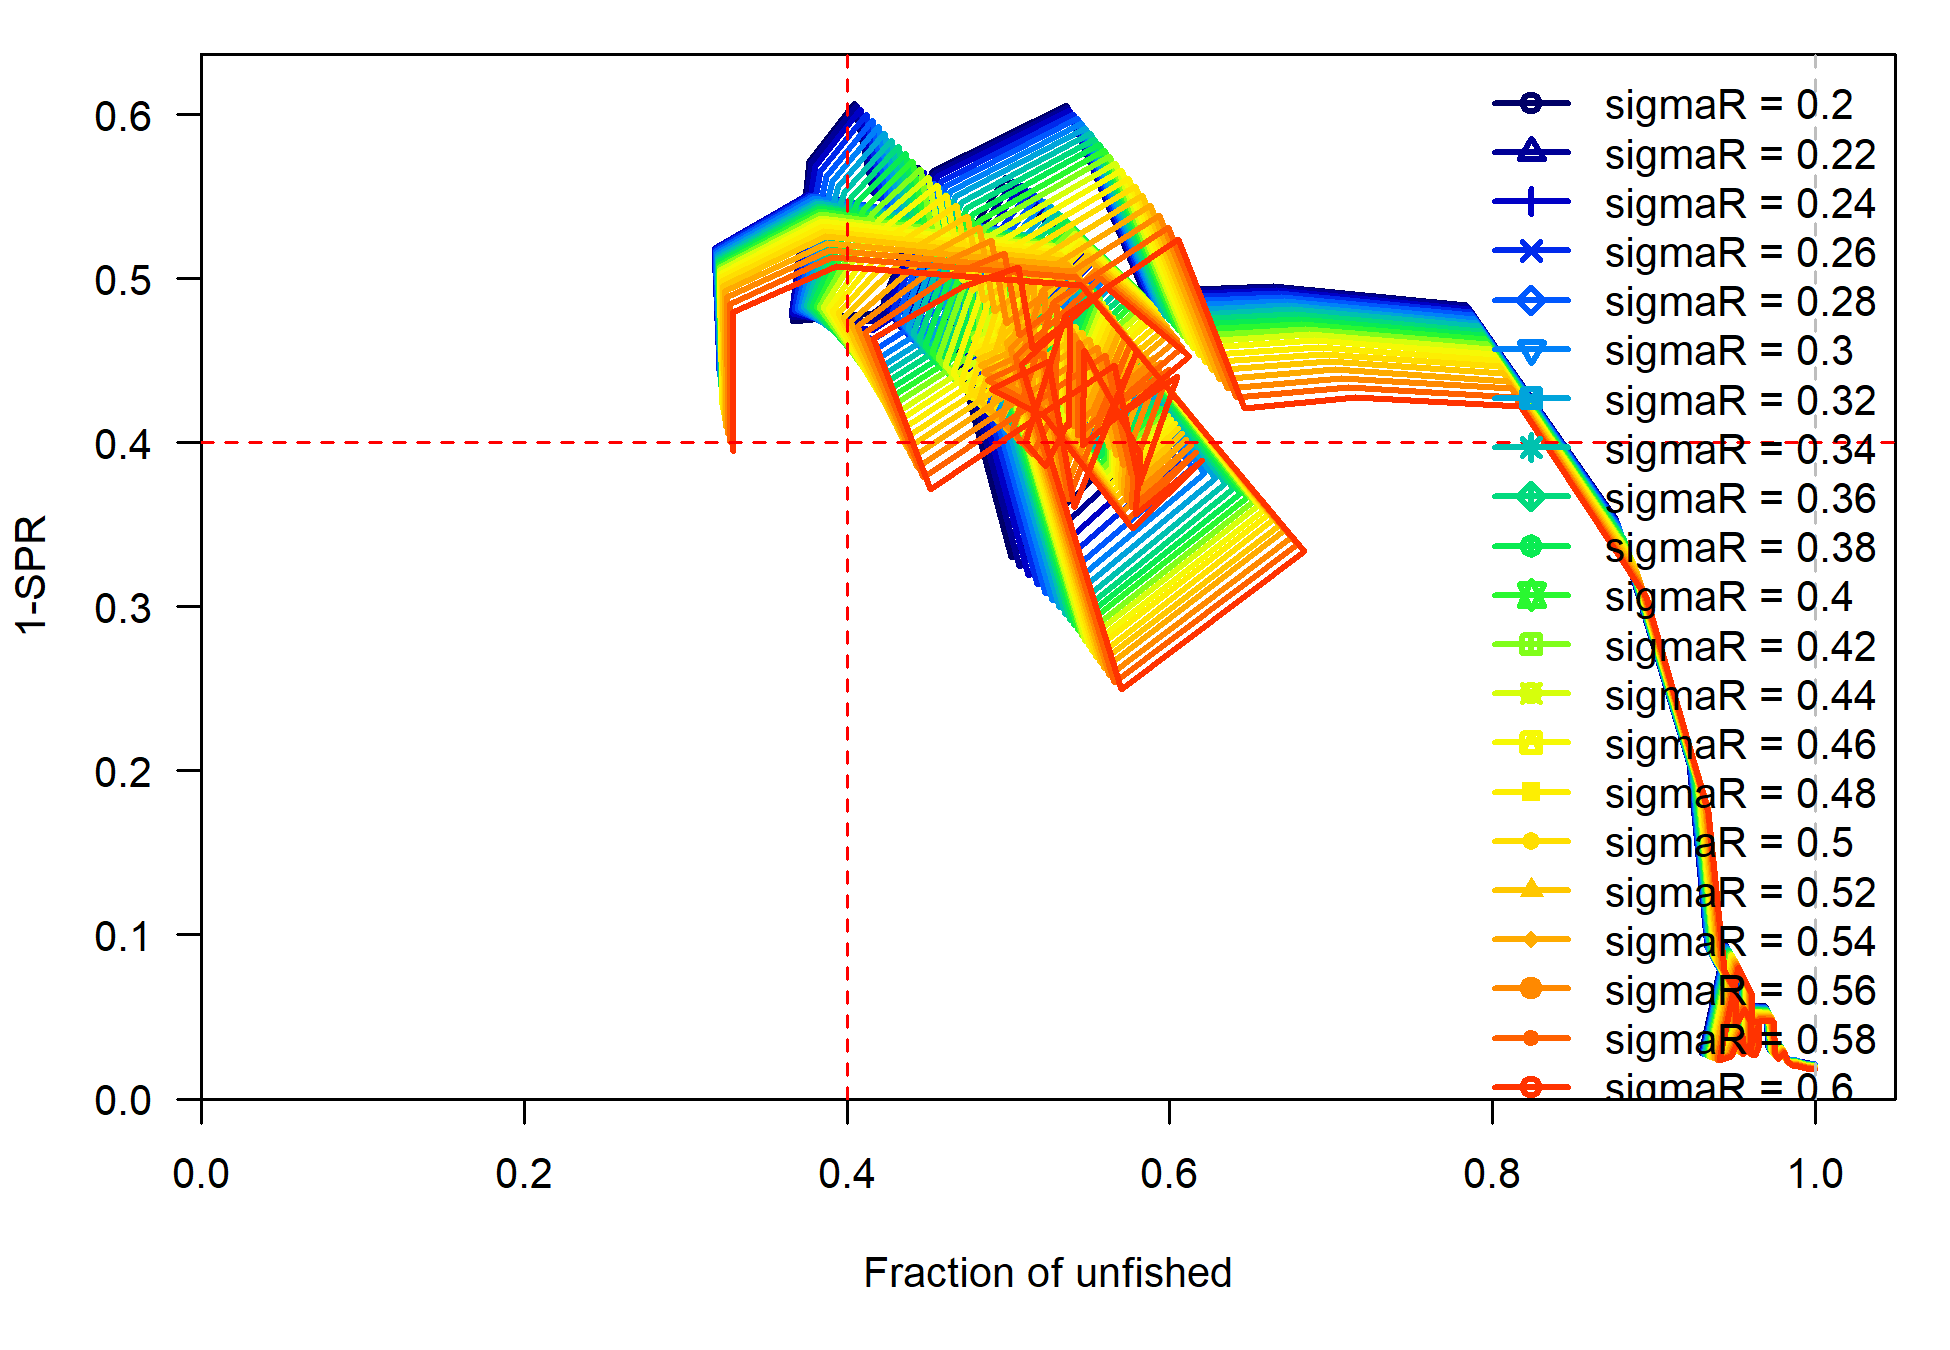 0.6
0.5
0.4
0.3
0.2
0.1
0.0
1-SPR
0.0
0.2
0.4
0.6
0.8
1.0
Fraction of unfished
sigmaR = 0.2
sigmaR = 0.22
sigmaR = 0.24
sigmaR = 0.26
sigmaR = 0.28
sigmaR = 0.3
sigmaR = 0.32
sigmaR = 0.34
sigmaR = 0.36
sigmaR = 0.38
sigmaR = 0.4
sigmaR = 0.42
sigmaR = 0.44
sigmaR = 0.46
sigmaR = 0.48
sigmaR = 0.5
sigmaR = 0.52
sigmaR = 0.54
sigmaR = 0.56
sigmaR = 0.58
sigmaR = 0.6